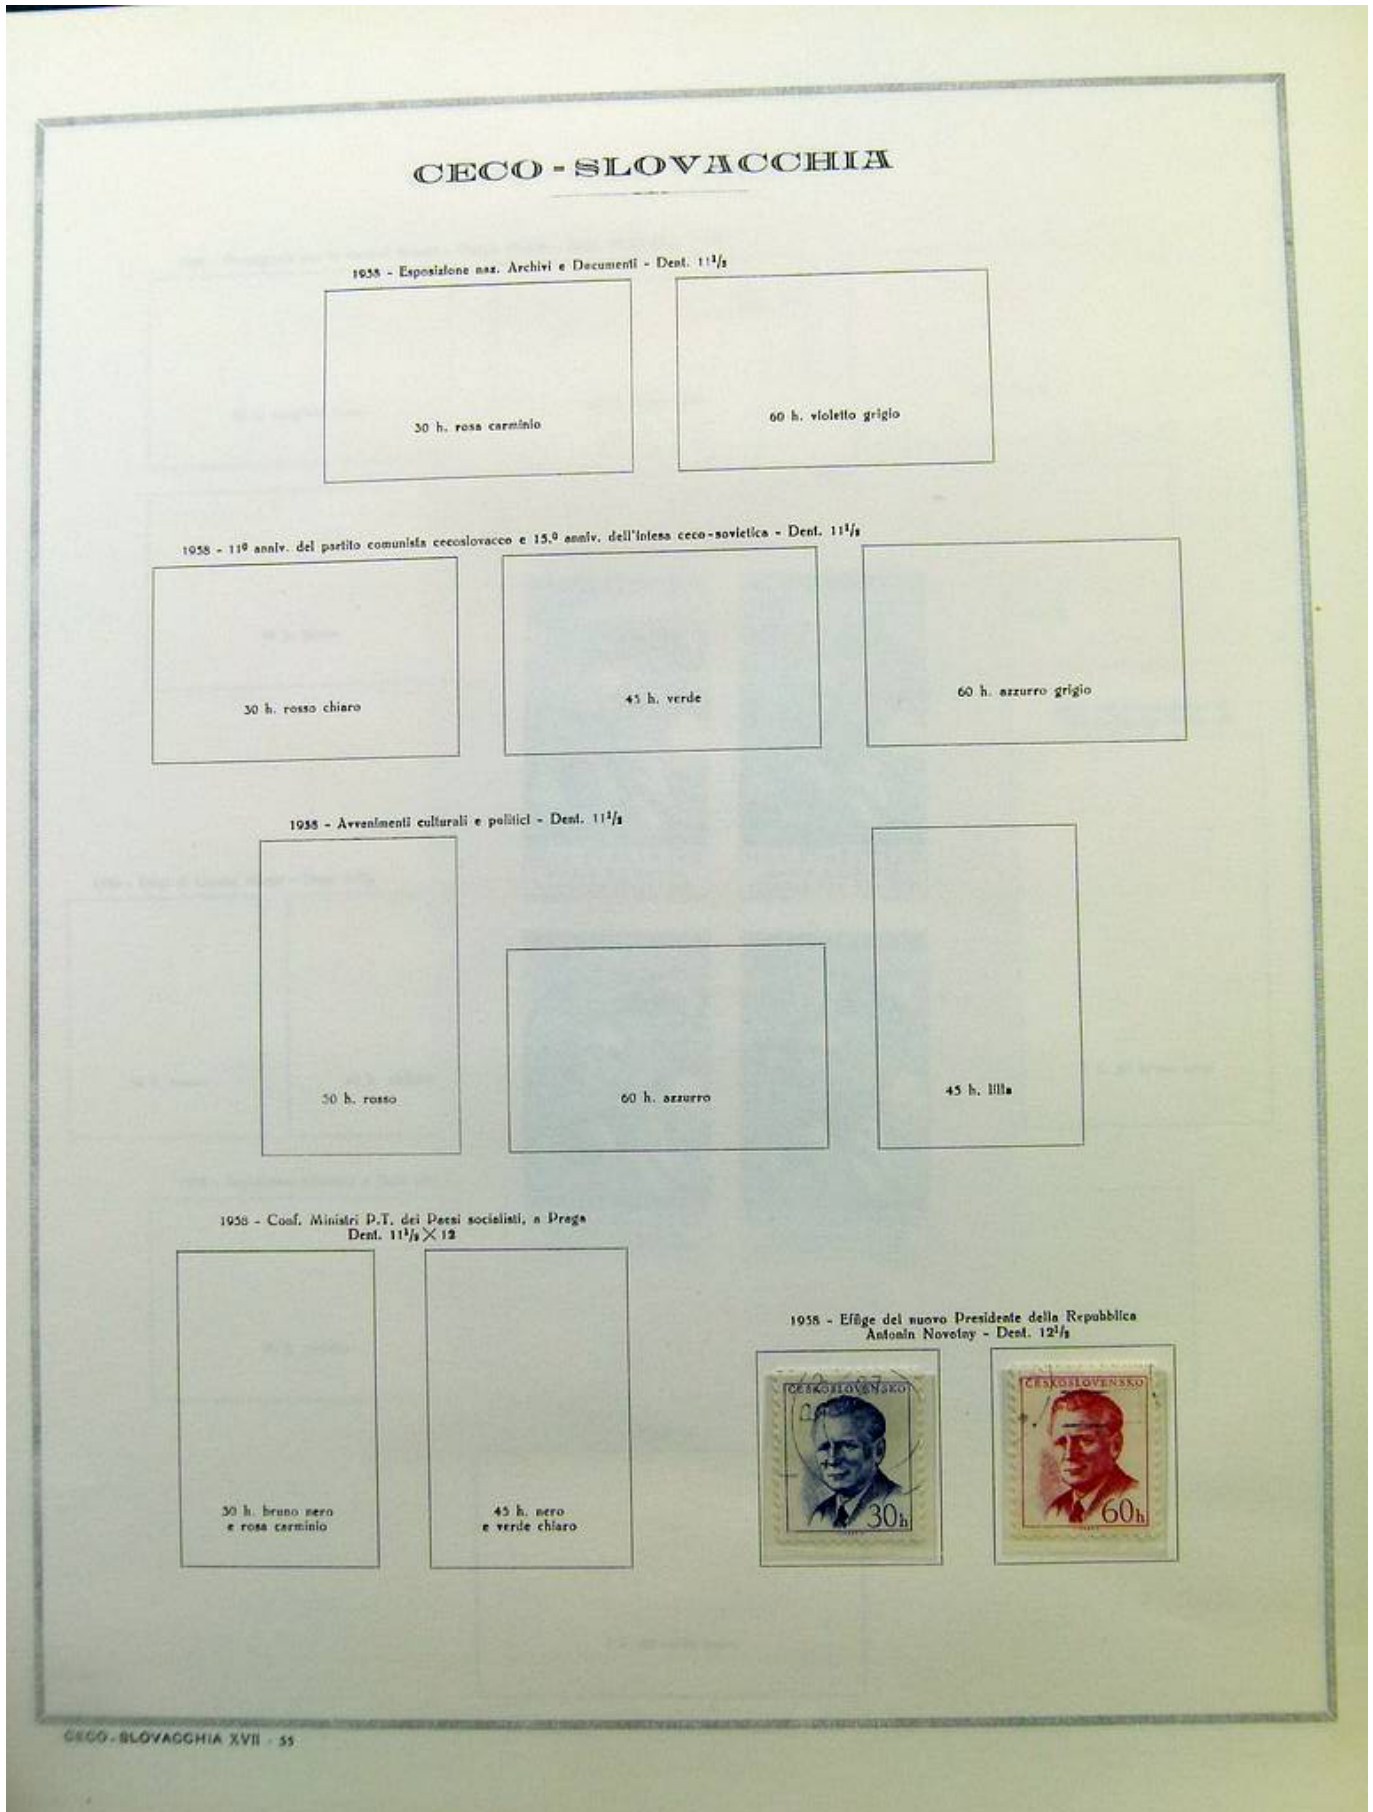 CECO-SLOVACCHIA
1958 - Esposizione naz. Archivi e Documenti - Dent. 11½
30 h. rosa carminio
60 h. violetto grigio
1958 - 11º anniv. del partito comunista cecoslovacco e 15.º anniv. dell'intesa ceco-sovietica - Dent. 11½
30 h. rosso chiaro
45 h. verde
60 h. azzurro grigio
1958 - Avvenimenti culturali e politici - Dent. 11½
30 h. rosso
60 h. azzurro
45 h. lilla
1958 - Conf. Ministri P.T. dei Paesi socialisti, a Praga
Dent. 11½ X 12
30 h. bruno nero
e rosa carminio
45 h. nero
e verde chiaro
1958 - Effige del nuovo Presidente della Repubblica
Antonin Novotny - Dent. 12½
ČESKOSLOVENSKO
30h
ČESKOSLOVENSKO
60h
CECO-SLOVACCHIA XVII - 55